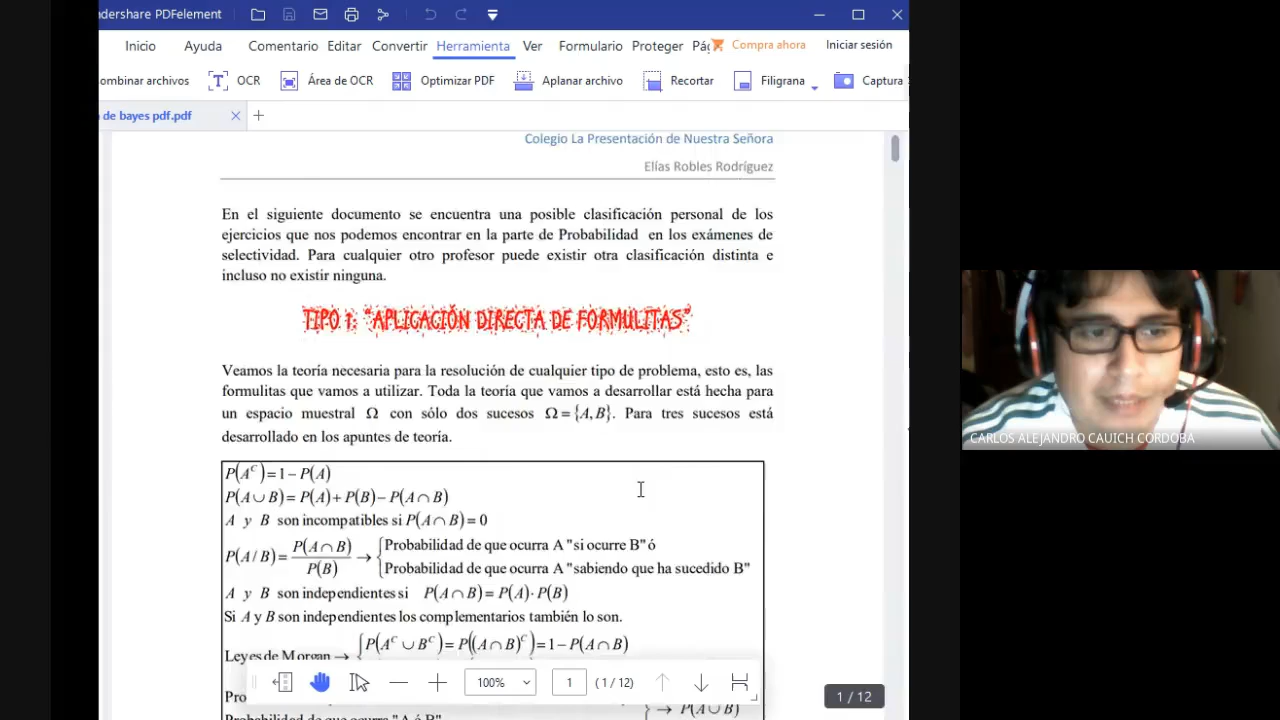 ndershare PDFelement
Inicio Ayuda Comentario Editar Convertir Herramienta Ver Formulario Proteger Compra ahora Iniciar sesión
ombinar archivos OCR Área de OCR Optimizar PDF Aplanar archivo Recortar Filigrana Captura
de bayes pdf.pdf
Colegio La Presentación de Nuestra Señora
Elías Robles Rodríguez
En el siguiente documento se encuentra una posible clasificación personal de los
ejercicios que nos podemos encontrar en la parte de Probabilidad en los exámenes de
selectividad. Para cualquier otro profesor puede existir otra clasificación distinta e
incluso no existir ninguna.
TIPO 1: "APLICACIÓN DIRECTA DE FORMULITAS"
Veamos la teoría necesaria para la resolución de cualquier tipo de problema, esto es, las
formulitas que vamos a utilizar. Toda la teoría que vamos a desarrollar está hecha para
un espacio muestral Ω con sólo dos sucesos Ω = {A, B}. Para tres sucesos está
desarrollado en los apuntes de teoría.
P(A^C) = 1 − P(A)
P(A ∪ B) = P(A) + P(B) − P(A ∩ B)
A y B son incompatibles si P(A ∩ B) = 0
P(A / B) = P(A ∩ B) / P(B) → { Probabilidad de que ocurra A "si ocurre B" ó
Probabilidad de que ocurra A "sabiendo que ha sucedido B"
A y B son independientes si P(A ∩ B) = P(A) · P(B)
Si A y B son independientes los complementarios también lo son.
Leyes de Morgan → { P(A^C ∪ B^C) = P((A ∩ B)^C) = 1 − P(A ∩ B)
100% 1 (1 / 12)
1 / 12
Pro
→ P(A ∪ B)
Probabilidad de que ocurra "A ó B"
CARLOS ALEJANDRO CAUICH CORDOBA